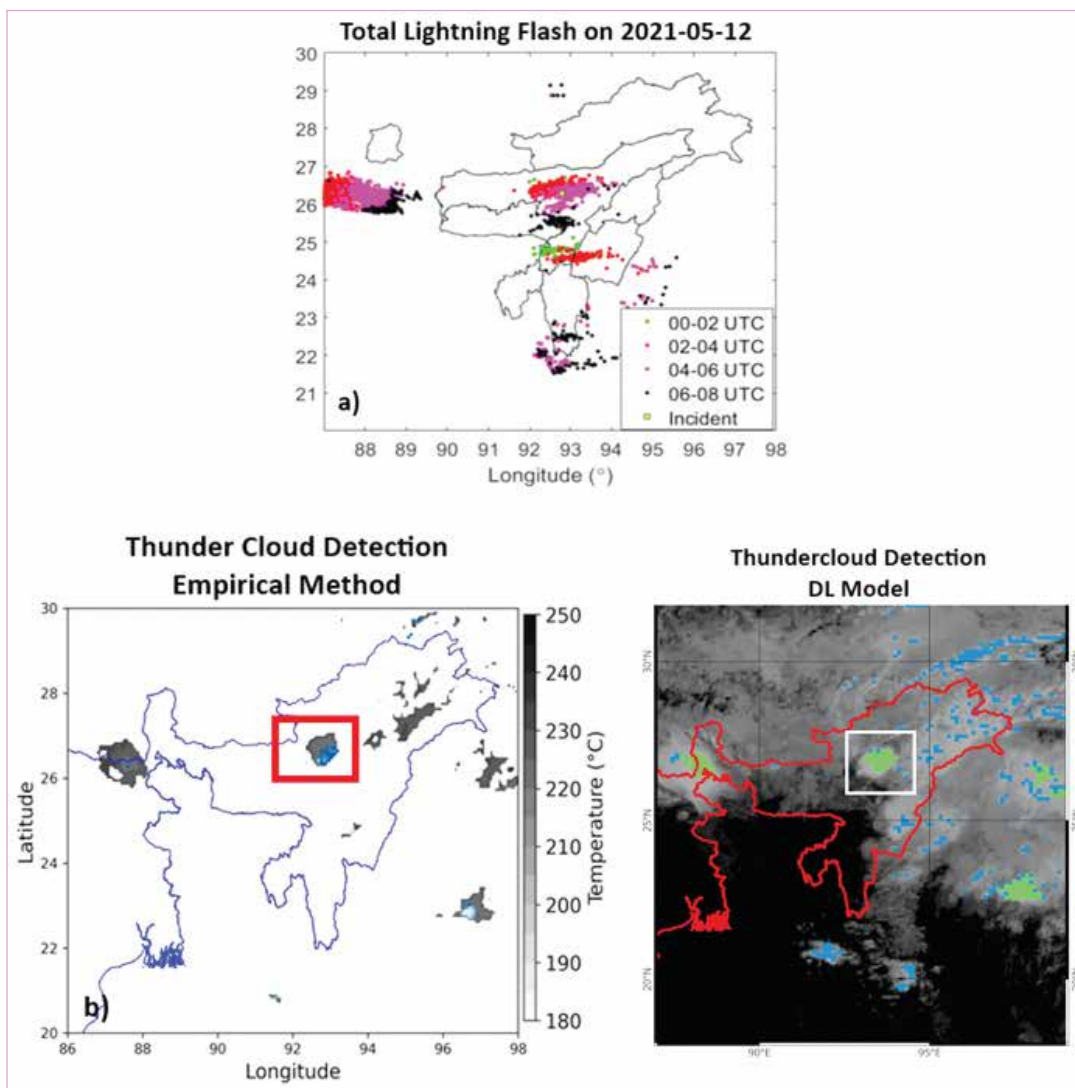 Total Lightning Flash on 2021-05-12
30
29
28
27
26
25
24
23
22
21
00-02 UTC
02-04 UTC
04-06 UTC
06-08 UTC
Incident
a)
88 89 90 91 92 93 94 95 96 97 98
Longitude (°)
Thunder Cloud Detection
Empirical Method
30
28
26
24
22
20
Latitude
b)
86 88 90 92 94 96 98
Longitude
250
240
230
220
210
200
190
180
Temperature (°C)
Thundercloud Detection
DL Model
30°N
25°N
20°N
90°E 95°E